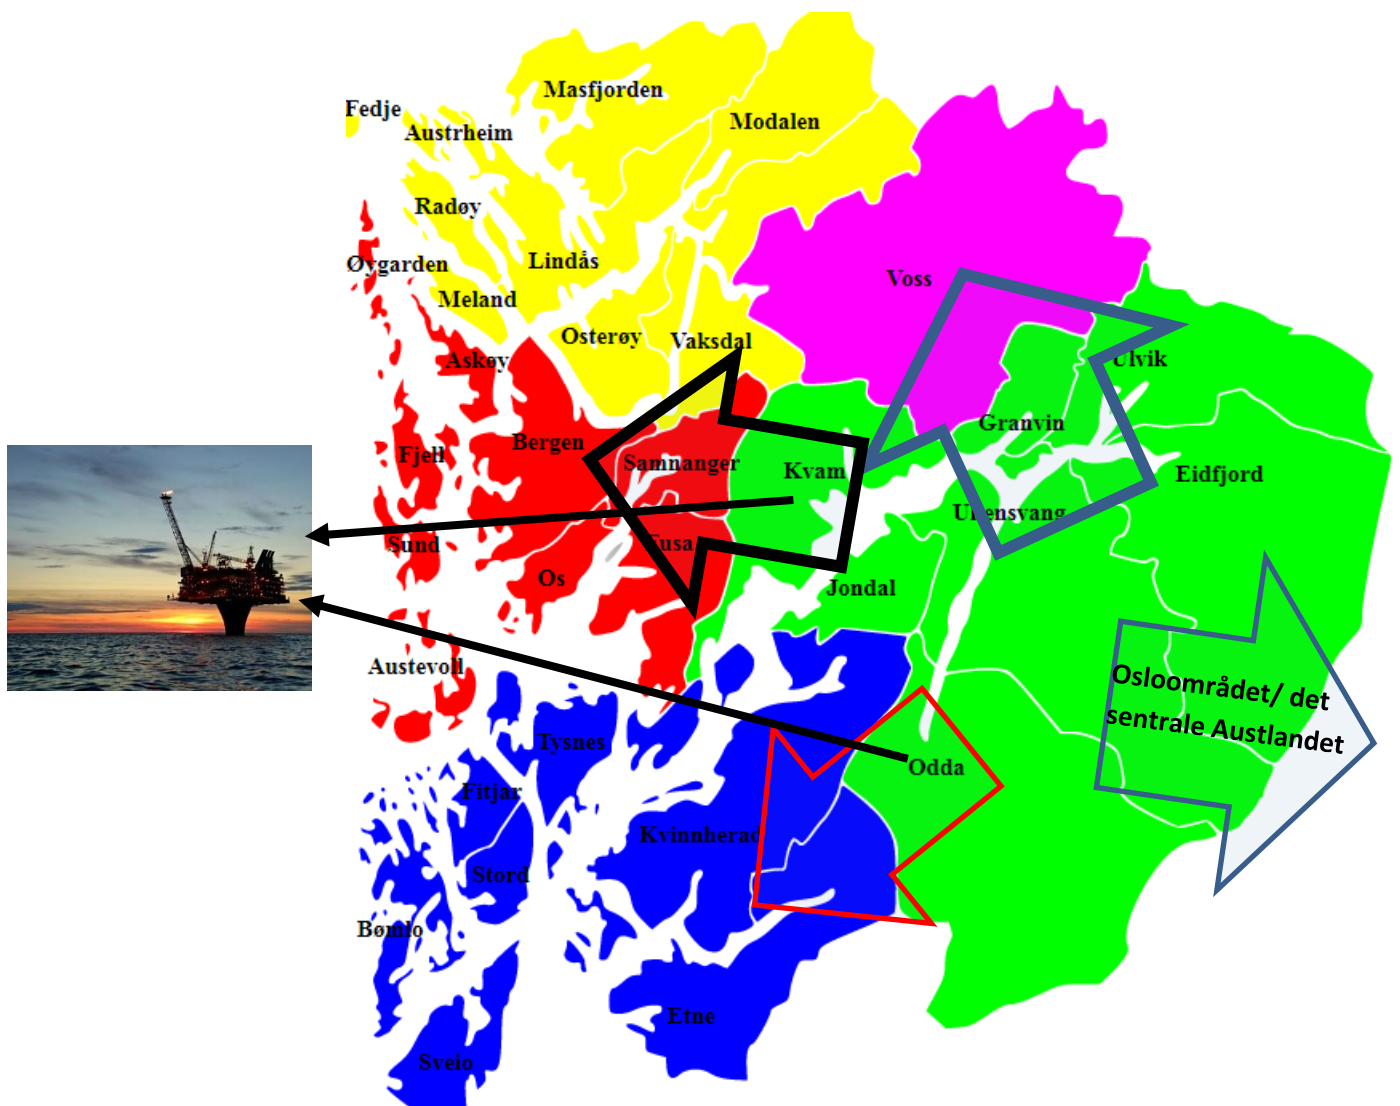 Masfjorden
Fedje
Austrheim
Modalen
Radøy
Øygarden
Lindås
Voss
Meland
Osterøy
Vaksdal
Askøy
Ulvik
Granvin
Bergen
Fjell
Samnanger
Kvam
Eidfjord
Ullensvang
Sund
Fusa
Os
Jondal
Austevoll
Osloområdet/ det
sentrale Austlandet
Tysnes
Odda
Fitjar
Kvinnherad
Stord
Bømlo
Etne
Sveio